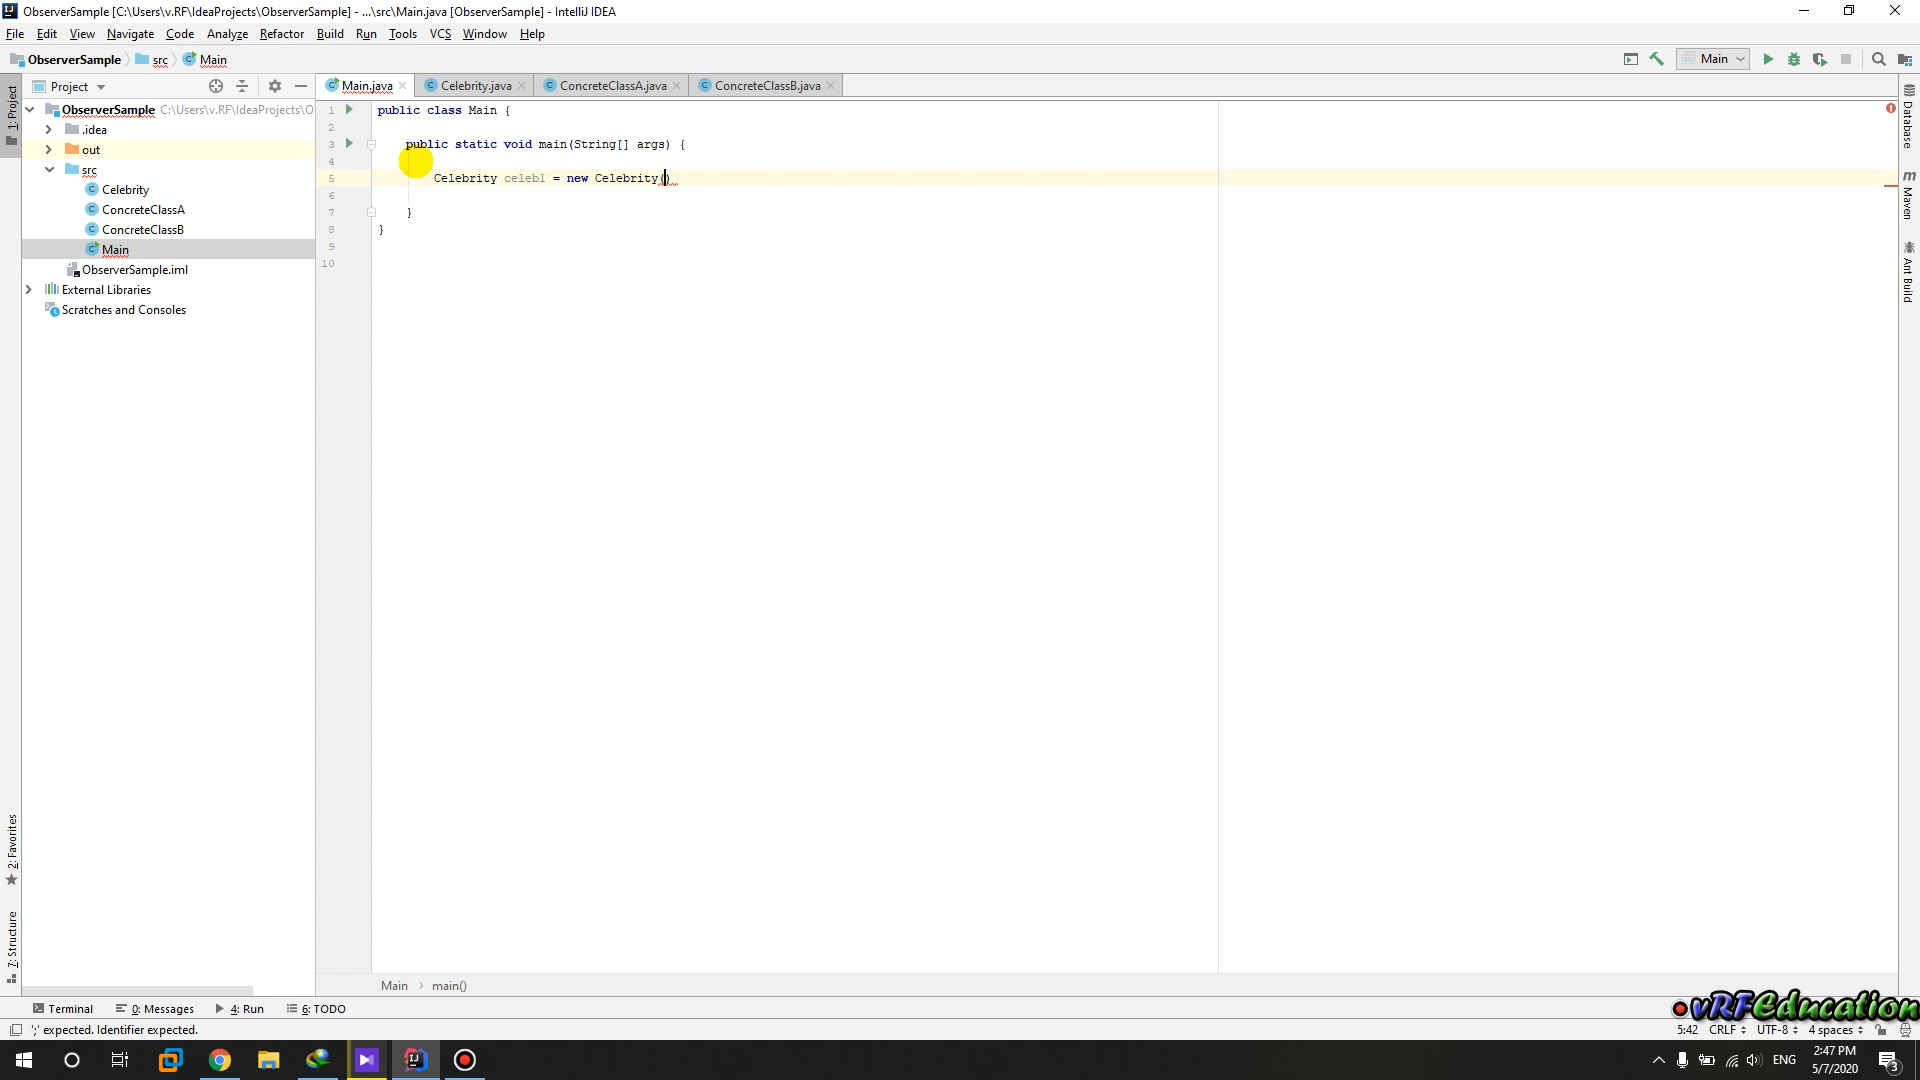 ObserverSample [C:\Users\v.RF\IdeaProjects\ObserverSample] - ...\src\Main.java [ObserverSample] - IntelliJ IDEA
File Edit View Navigate Code Analyze Refactor Build Run Tools VCS Window Help
ObserverSample src Main Main
Project Main.java Celebrity.java ConcreteClassA.java ConcreteClassB.java
1: Project
ObserverSample C:\Users\v.RF\IdeaProjects\O
.idea
out
src
Celebrity
ConcreteClassA
ConcreteClassB
Main
ObserverSample.iml
External Libraries
Scratches and Consoles
1 public class Main {
2
3 public static void main(String[] args) {
4
5 Celebrity celeb1 = new Celebrity()
6
7 }
8 }
9
10
Database
Maven
Ant Build
2: Favorites
7: Structure
Main › main()
Terminal 0: Messages 4: Run 6: TODO
vRFEducation
';' expected. Identifier expected. 5:42 CRLF UTF-8 4 spaces
ENG 2:47 PM
5/7/2020
3